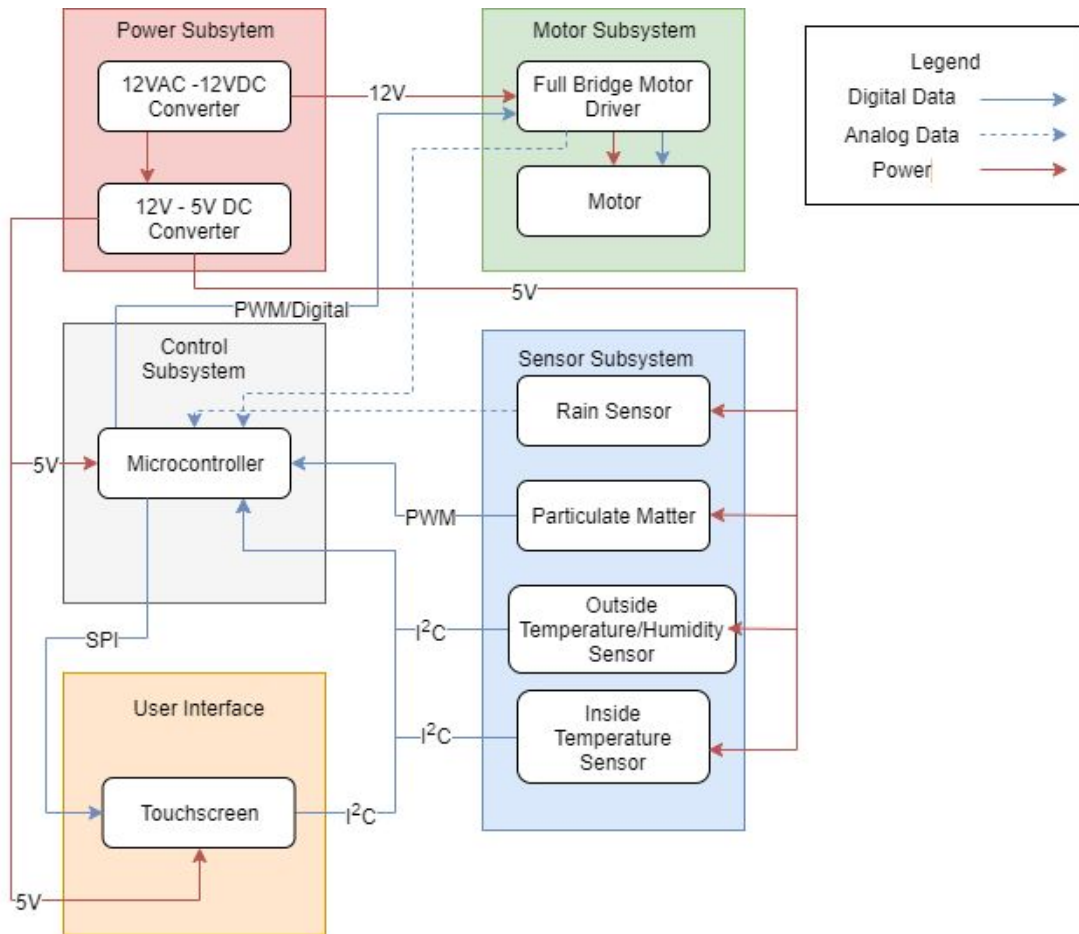 Power Subsytem
12VAC -12VDC
Converter
12V - 5V DC
Converter
12V
Motor Subsystem
Full Bridge Motor
Driver
Motor
Legend
Digital Data
Analog Data
Power
5V
PWM/Digital
Control
Subsystem
Microcontroller
5V
Sensor Subsystem
Rain Sensor
Particulate Matter
PWM
Outside
Temperature/Humidity
Sensor
I²C
Inside
Temperature
Sensor
I²C
SPI
User Interface
Touchscreen
I²C
5V